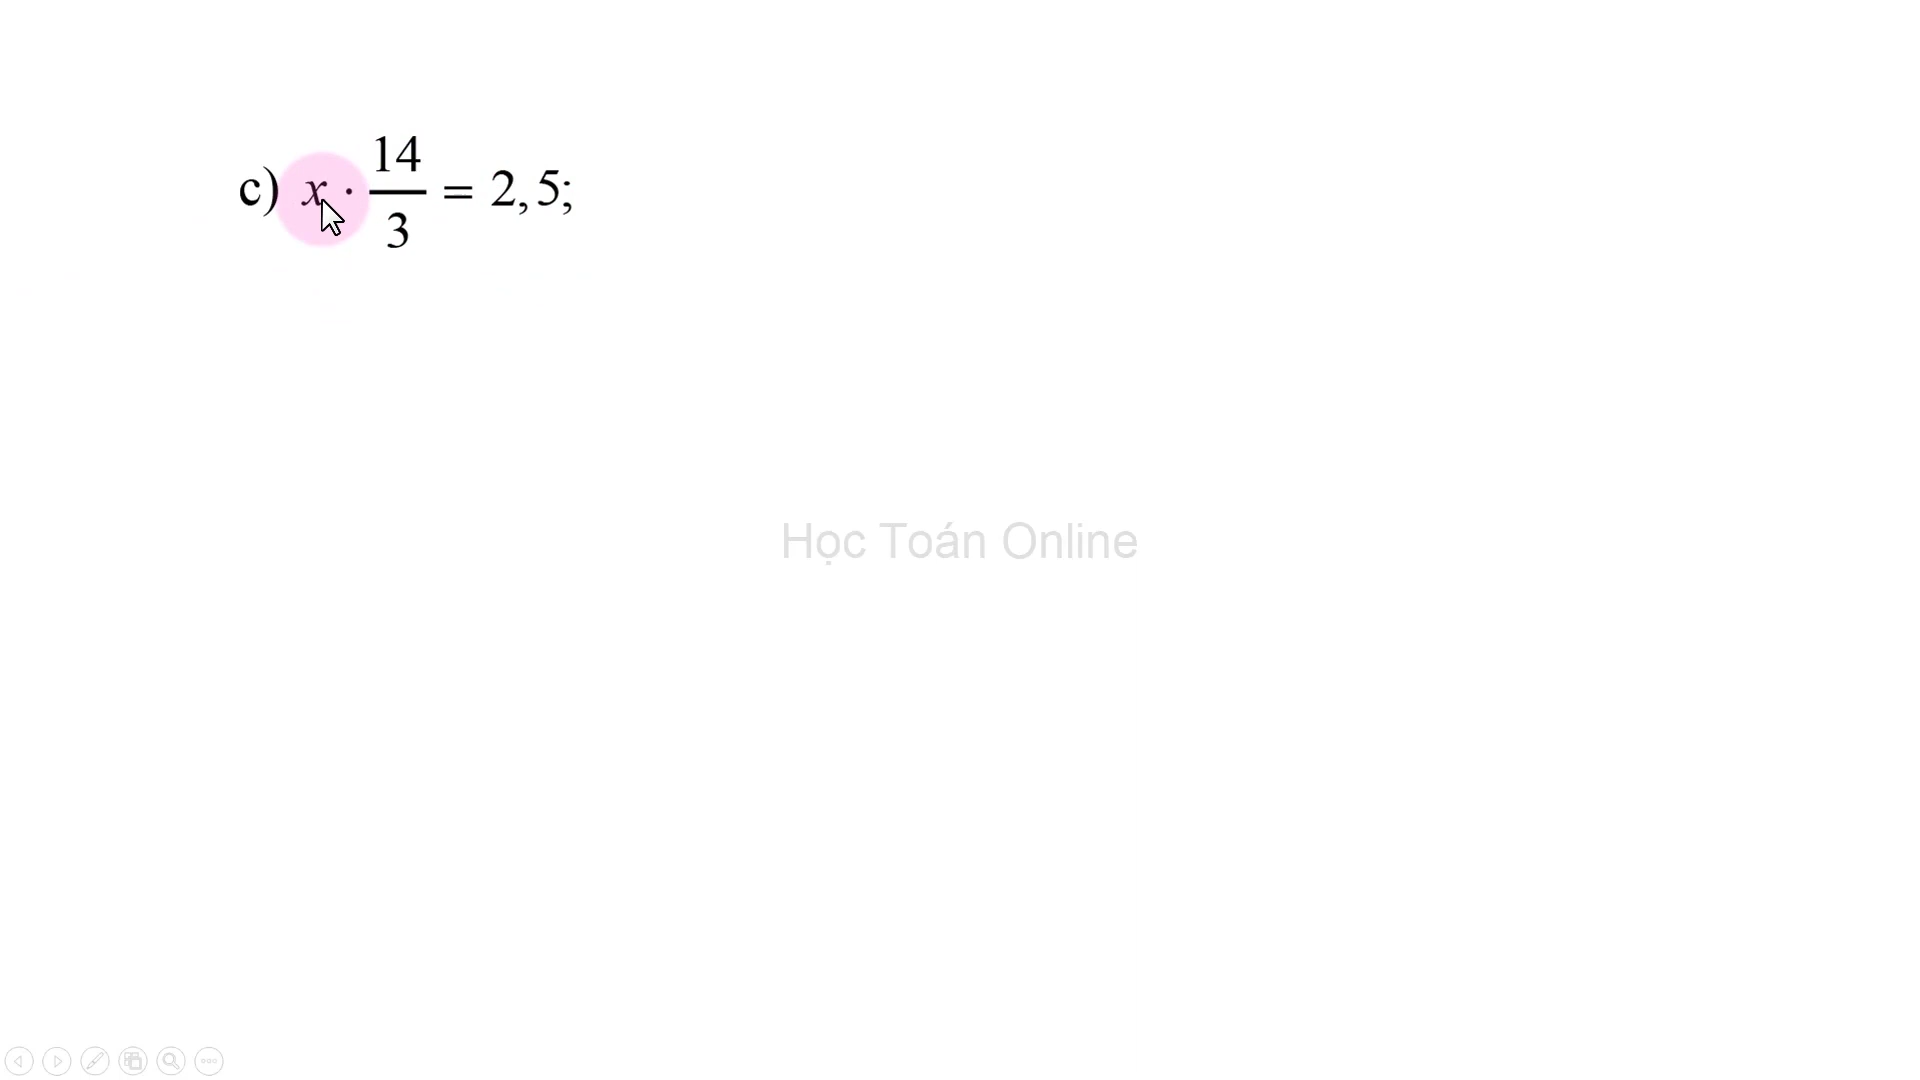 c) x · 14/3 = 2,5;
Học Toán Online